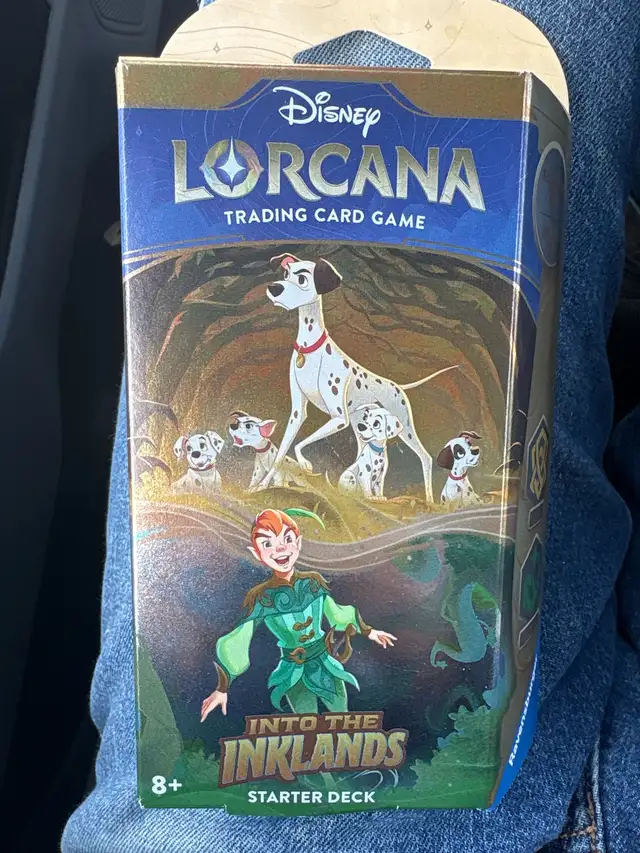 Disney
LORCANA
TRADING CARD GAME
INTO THE
INKLANDS
8+
STARTER DECK
Ravensburger